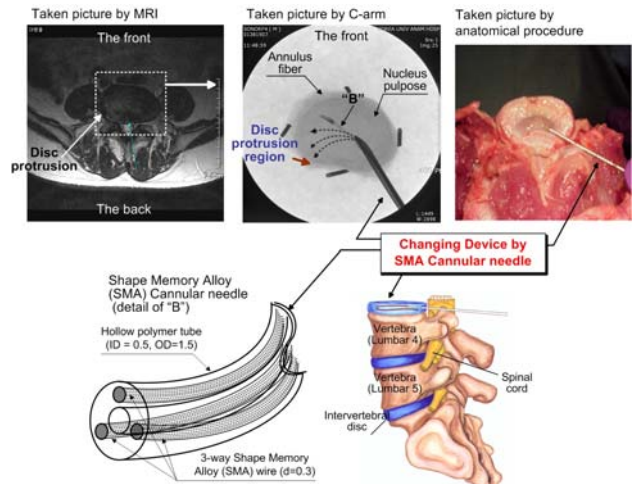 Taken picture by MRI
The front
Disc
protrusion
The back
Taken picture by C-arm
11:48:39
The front
Annulus
fiber
Nucleus
pulpose
"B"
Disc
protrusion
region
Taken picture by
anatomical procedure
Changing Device by
SMA Cannular needle
Shape Memory Alloy
(SMA) Cannular needle
(detail of "B")
Hollow polymer tube
(ID = 0.5, OD=1.5)
3-way Shape Memory
Alloy (SMA) wire (d=0.3)
Vertebra
(Lumbar 4)
Vertebra
(Lumbar 5)
Spinal
cord
Intervertebral
disc